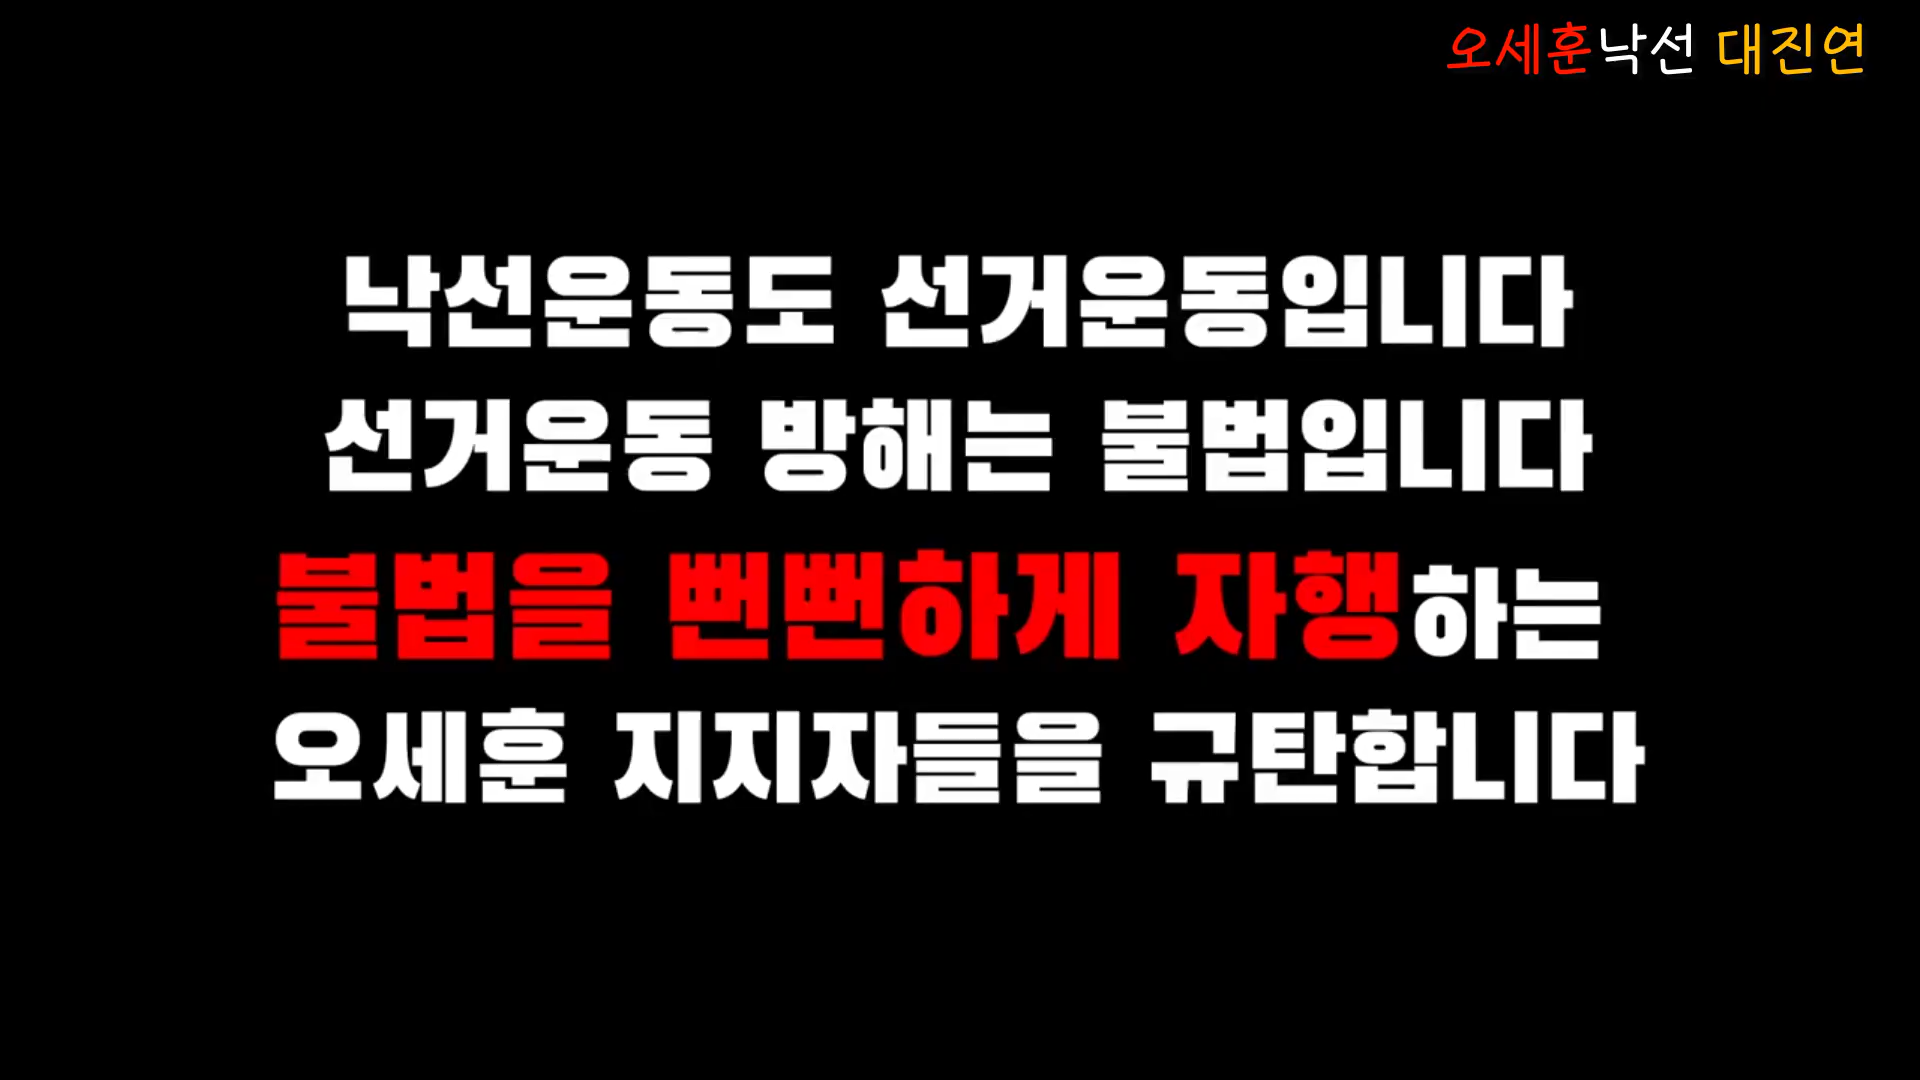 오세훈낙선 대진연
낙선운동도 선거운동입니다
선거운동 방해는 불법입니다
불법을 뻔뻔하게 자행하는
오세훈 지지자들을 규탄합니다